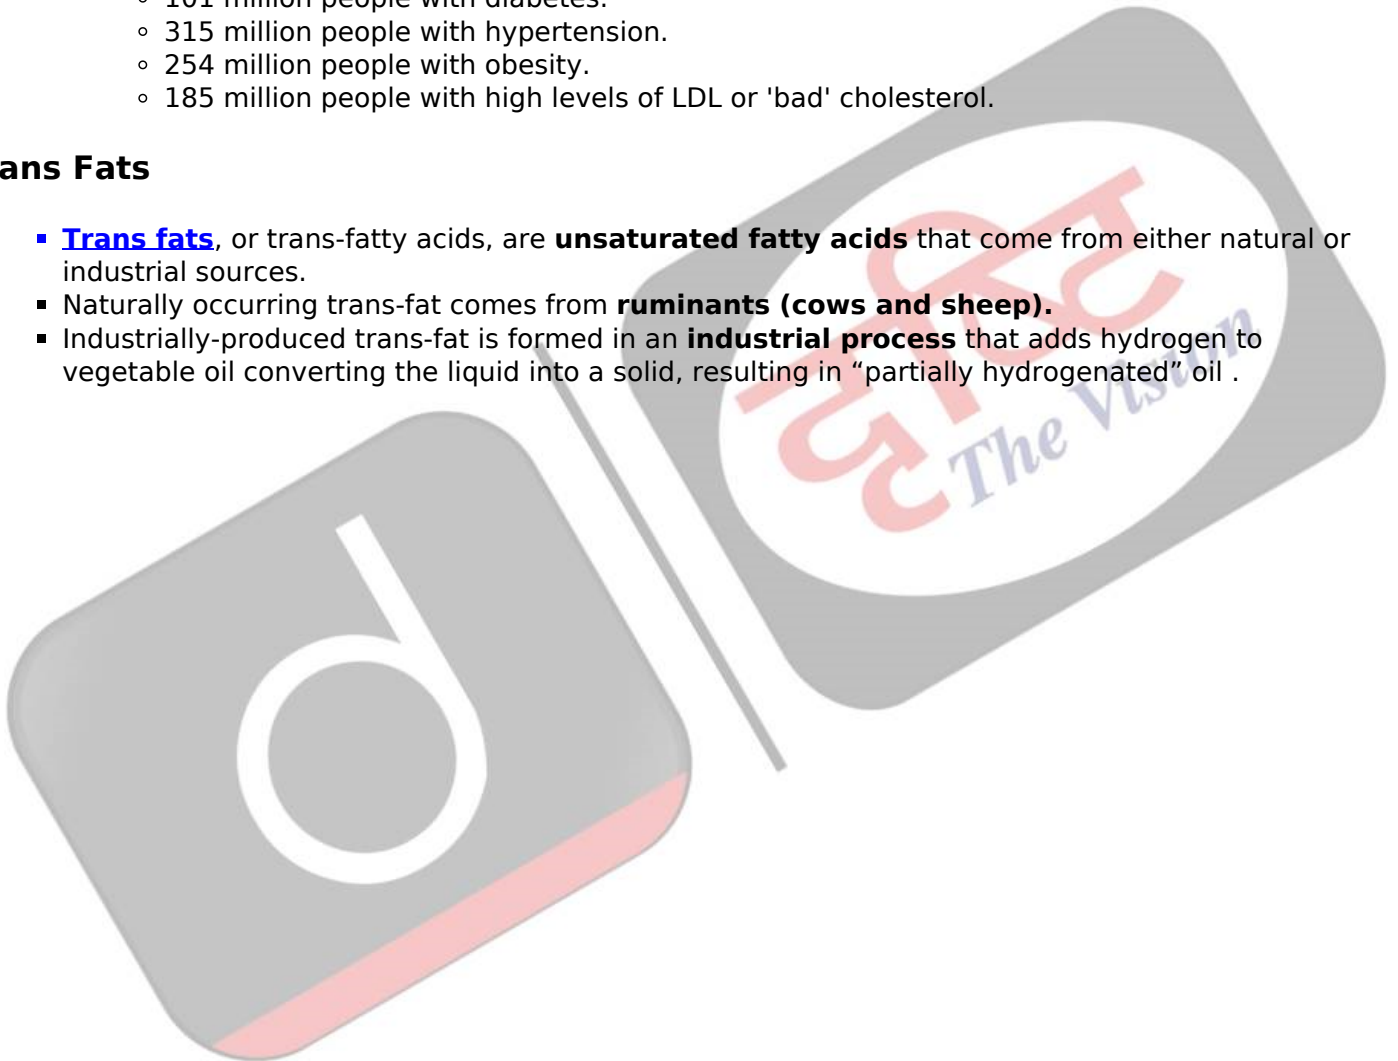 101 million people with diabetes.
315 million people with hypertension.
254 million people with obesity.
185 million people with high levels of LDL or 'bad' cholesterol.
ans Fats
Trans fats, or trans-fatty acids, are unsaturated fatty acids that come from either natural or
industrial sources.
Naturally occurring trans-fat comes from ruminants (cows and sheep).
Industrially-produced trans-fat is formed in an industrial process that adds hydrogen to
vegetable oil converting the liquid into a solid, resulting in “partially hydrogenated” oil .
d
दृष्टि
The Vision